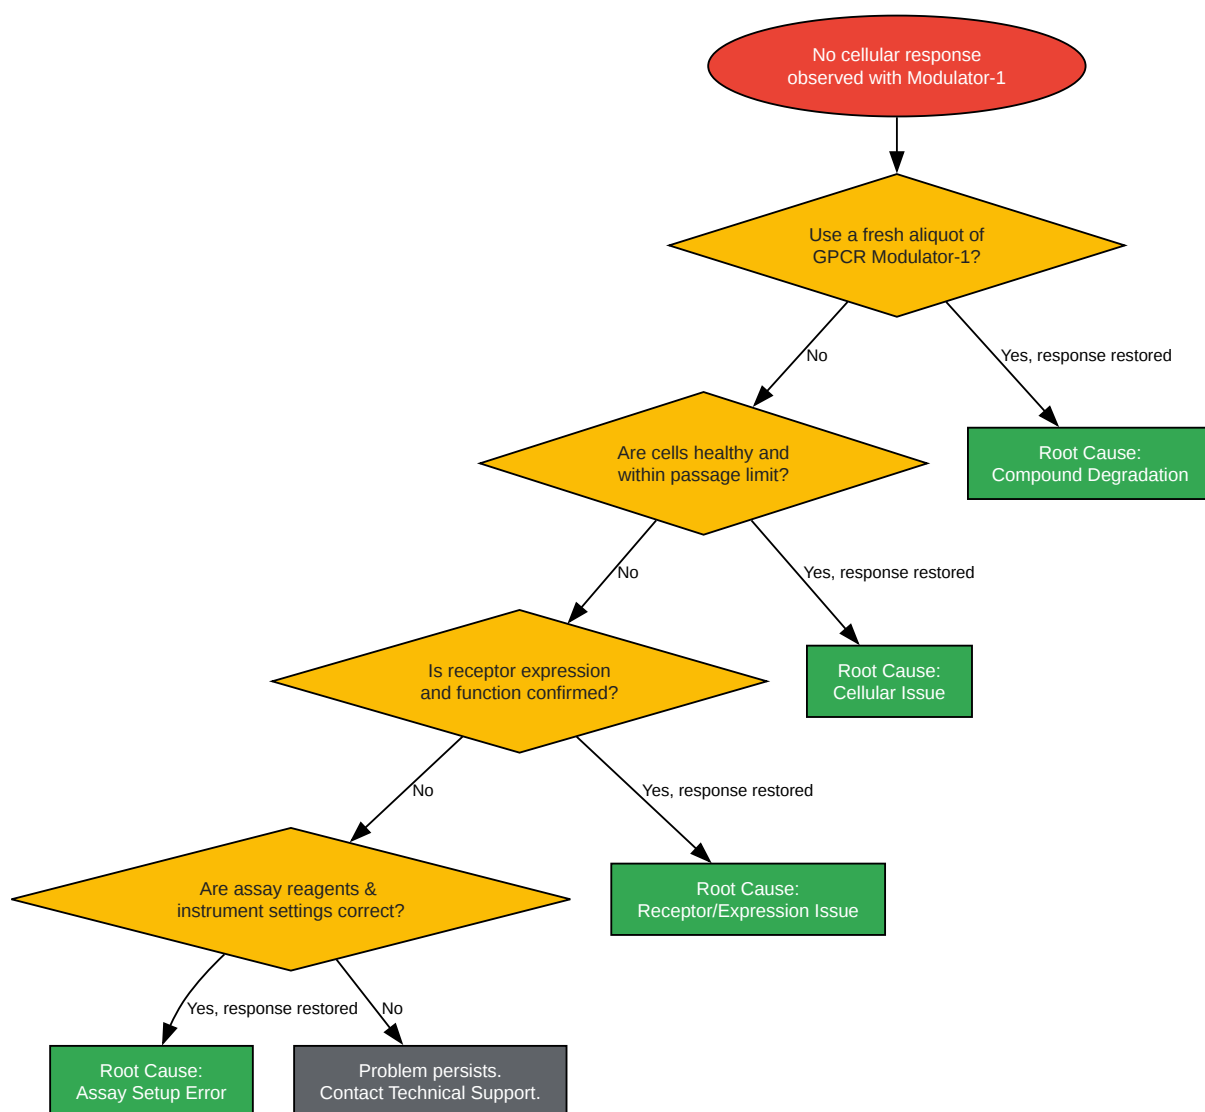 No cellular response
observed with Modulator-1
Use a fresh aliquot of
GPCR Modulator-1?
No
Yes, response restored
Are cells healthy and
within passage limit?
Root Cause:
Compound Degradation
No
Yes, response restored
Is receptor expression
and function confirmed?
Root Cause:
Cellular Issue
No
Yes, response restored
Are assay reagents &
instrument settings correct?
Root Cause:
Receptor/Expression Issue
Yes, response restored
No
Root Cause:
Assay Setup Error
Problem persists.
Contact Technical Support.